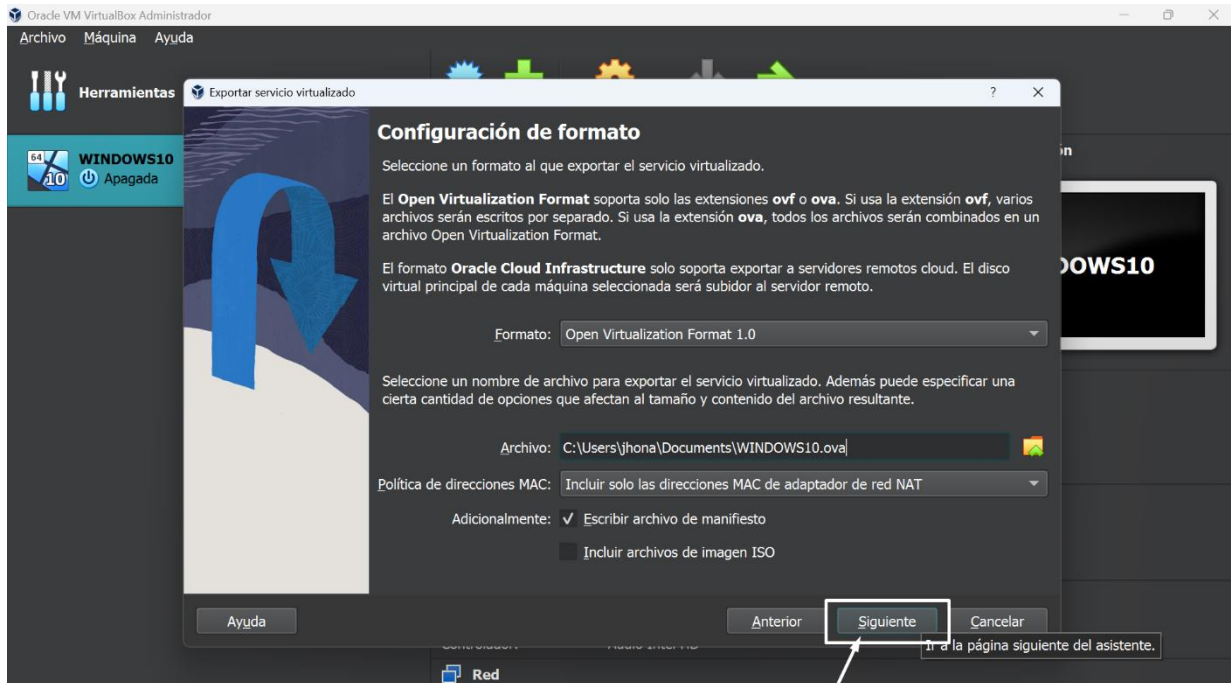 Oracle VM VirtualBox Administrador
Archivo Máquina Ayuda
Herramientas
Exportar servicio virtualizado
? 
64
10
WINDOWS10
Apagada
Configuración de formato
Seleccione un formato al que exportar el servicio virtualizado.
El Open Virtualization Format soporta solo las extensiones ovf o ova. Si usa la extensión ovf, varios
archivos serán escritos por separado. Si usa la extensión ova, todos los archivos serán combinados en un
archivo Open Virtualization Format.
El formato Oracle Cloud Infrastructure solo soporta exportar a servidores remotos cloud. El disco
virtual principal de cada máquina seleccionada será subidor al servidor remoto.
Formato: Open Virtualization Format 1.0
Seleccione un nombre de archivo para exportar el servicio virtualizado. Además puede especificar una
cierta cantidad de opciones que afectan al tamaño y contenido del archivo resultante.
Archivo: C:\Users\jhona\Documents\WINDOWS10.ova
Política de direcciones MAC: Incluir solo las direcciones MAC de adaptador de red NAT
Adicionalmente: Escribir archivo de manifiesto
Incluir archivos de imagen ISO
Ayuda Anterior Siguiente Cancelar
Ir a la página siguiente del asistente.
Red